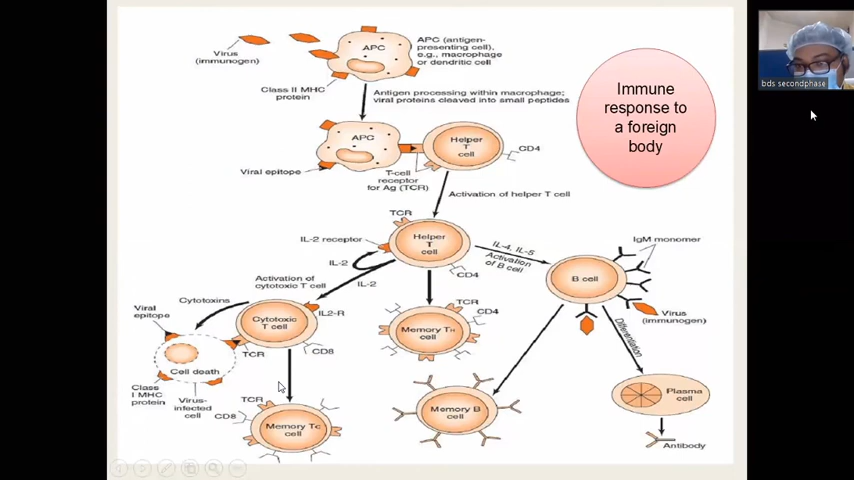 Virus
(immunogen)
APC
APC (antigen-
presenting cell),
e.g., macrophage
or dendritic cell
Class II MHC
protein
Antigen processing within macrophage;
viral proteins cleaved into small peptides
Immune
response to
a foreign
body
bds secondphase
APC
Helper
T
cell
CD4
Viral epitope
T-cell
receptor
for Ag (TCR)
Activation of helper T cell
TCR
IL-2 receptor
Helper
T
cell
IL-4, IL-5
Activation
of B cell
IgM monomer
IL-2
CD4
B cell
Activation of
cytotoxic T cell
IL-2
Cytotoxins
Viral
epitope
IL2-R
Cytotoxic
T cell
TCR
CD4
Memory TH
cell
Virus
(immunogen)
Differentiation
TCR
CD8
Cell death
Class
I MHC
protein
Virus-
infected
cell
CD8
TCR
Memory Tc
cell
Memory B
cell
Plasma
cell
Antibody